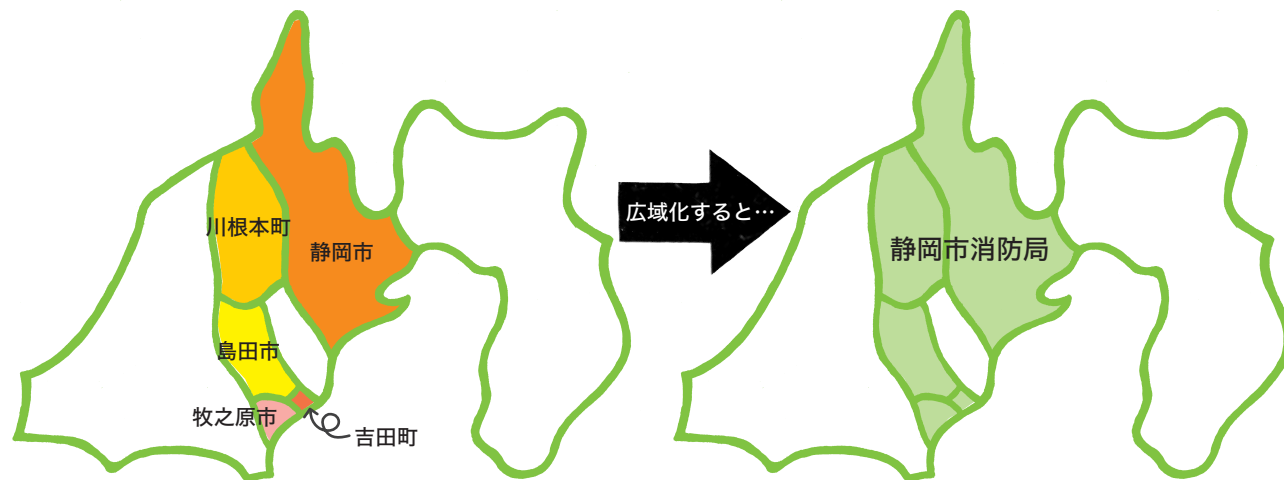 川根本町
静岡市
島田市
牧之原市
吉田町
広域化すると…
静岡市消防局